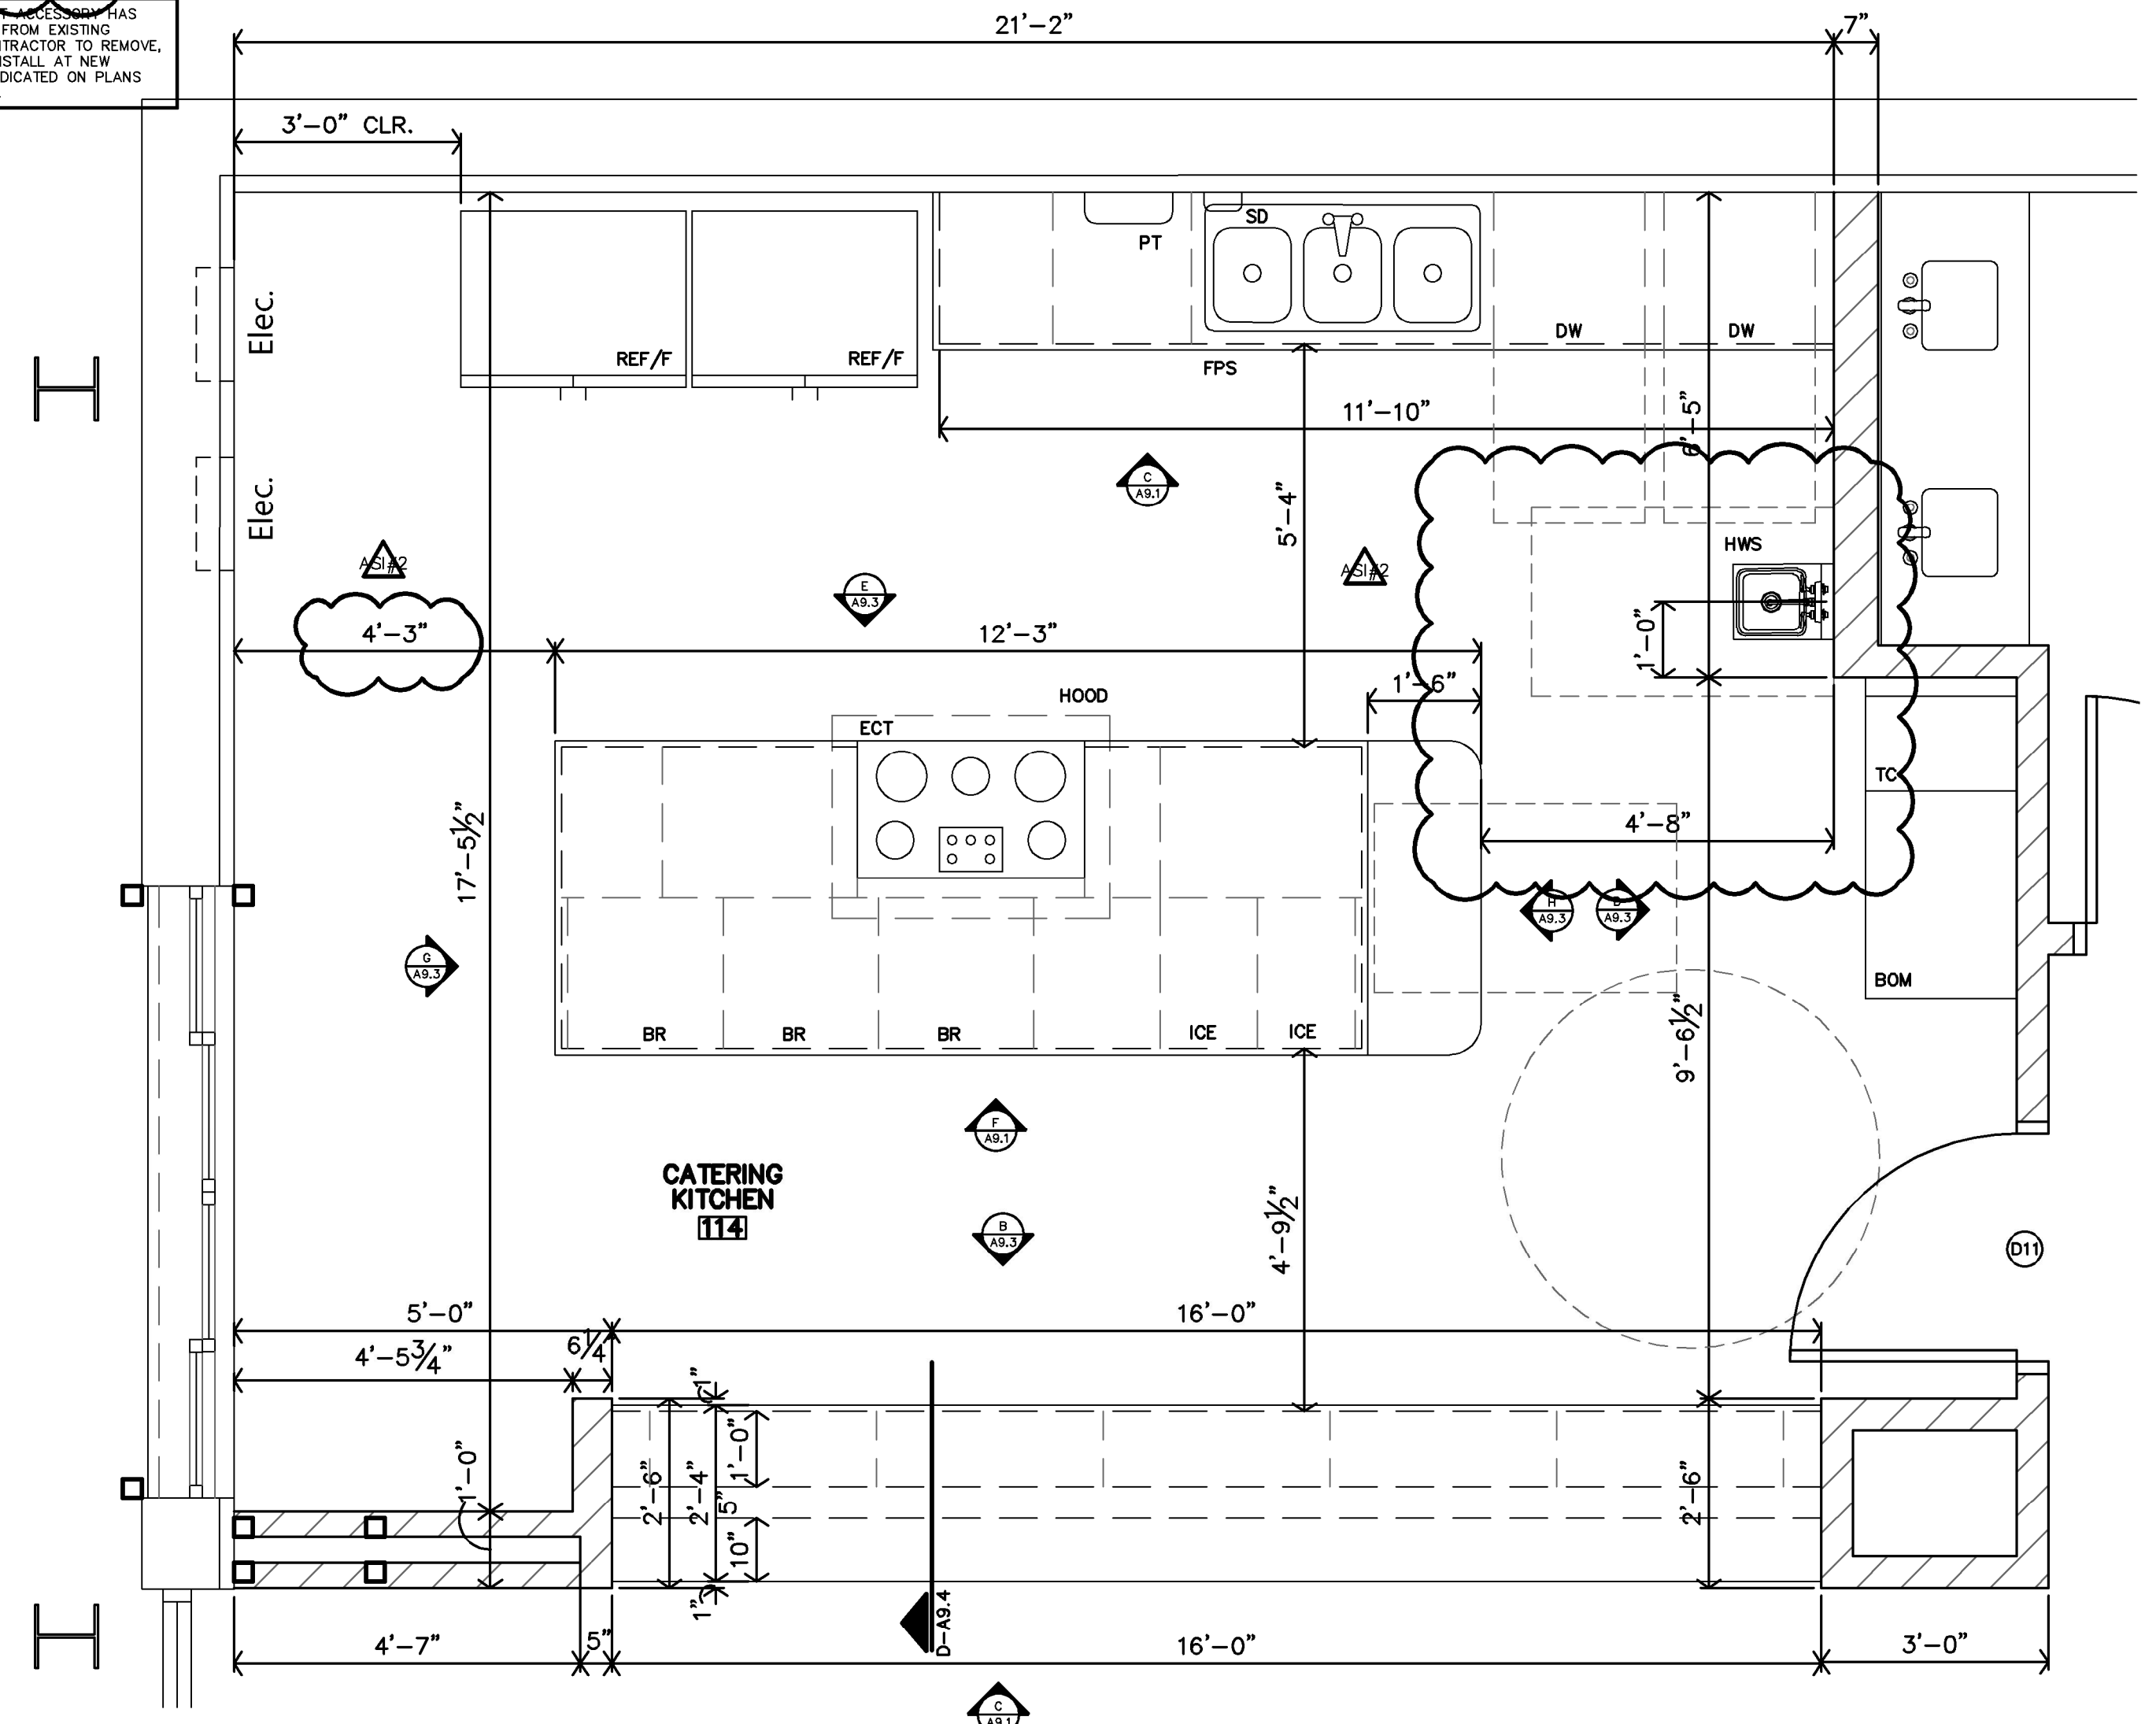 T ACCESSORY HAS
FROM EXISTING
NTRACTOR TO REMOVE,
NSTALL AT NEW
DICATED ON PLANS
21'-2"
7"
3'-0" CLR.
SD
PT
Elec.
REF/F
REF/F
DW
DW
FPS
11'-10"
6'-5"
Elec.
C
A9.1
5'-4"
HWS
ASI#2
ASI#2
E
A9.3
4'-3"
12'-3"
1'-0"
1'-6"
HOOD
ECT
TC
17'-5½"
4'-8"
H
A9.3
D
A9.3
G
A9.3
BOM
BR
BR
BR
ICE
ICE
9'-6½"
F
A9.1
CATERING
KITCHEN
114
B
A9.3
4'-9½"
D11
5'-0"
16'-0"
4'-5¾"
6¼
1"
1'-0"
1'-0"
2'-6"
2'-4"
5"
2'-6"
10"
1"
D-A9.4
4'-7"
5"
16'-0"
3'-0"
C
A9.1